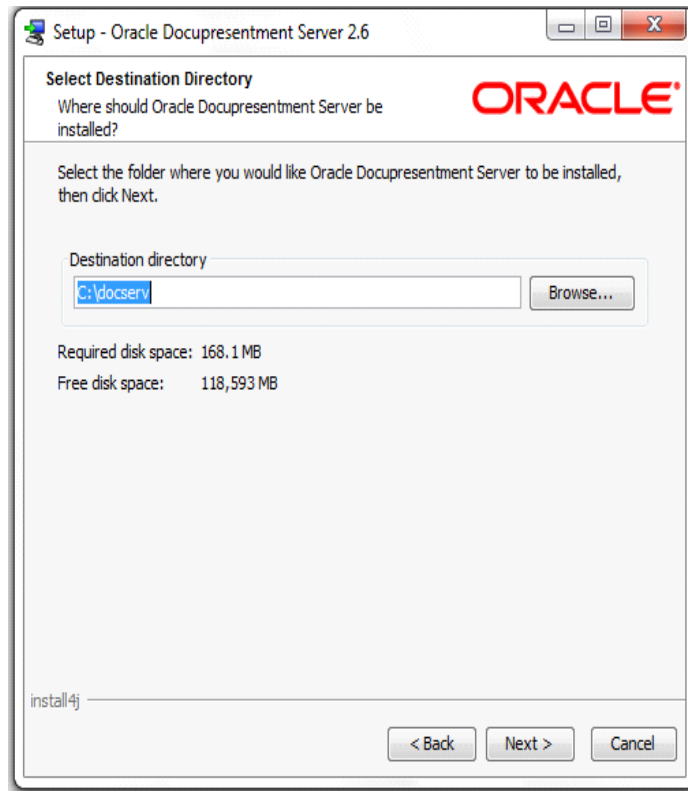 Setup - Oracle Docupresentment Server 2.6
Select Destination Directory
Where should Oracle Docupresentment Server be
installed?
ORACLE
Select the folder where you would like Oracle Docupresentment Server to be installed,
then click Next.
Destination directory
C:\docserv
Browse...
Required disk space: 168.1 MB
Free disk space: 118,593 MB
install4j
< Back Next > Cancel